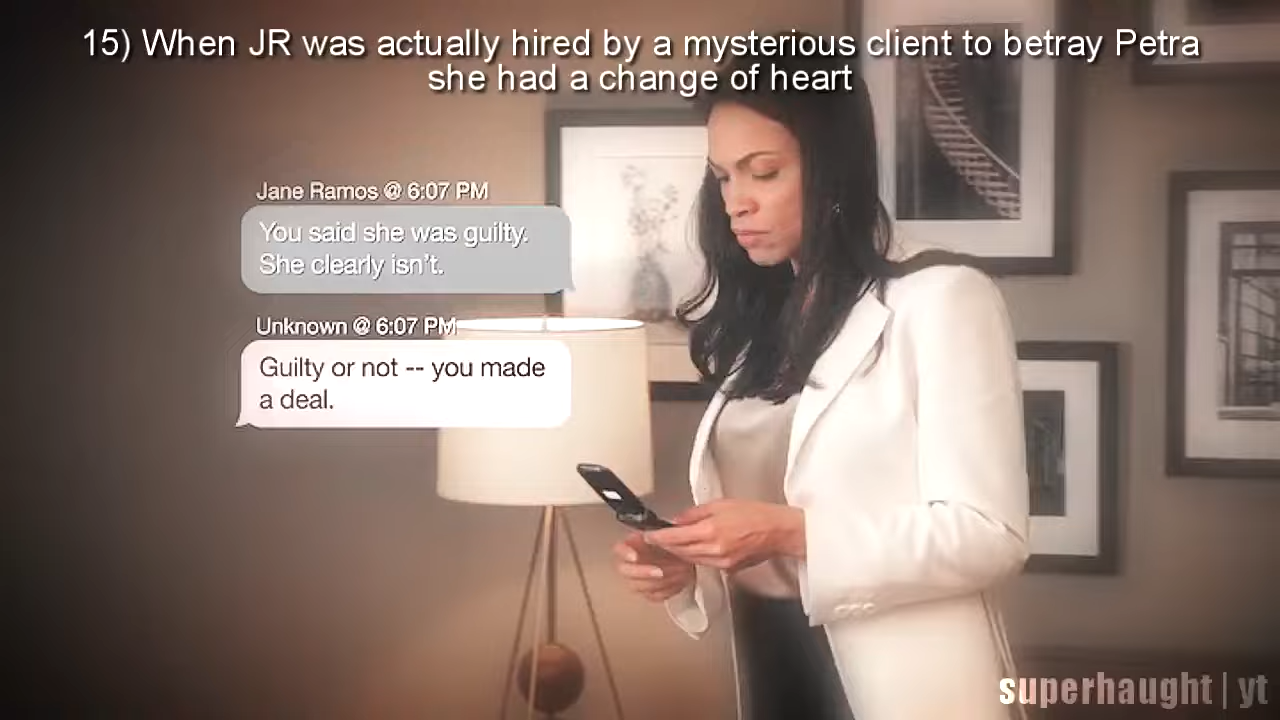 15) When JR was actually hired by a mysterious client to betray Petra
she had a change of heart
Jane Ramos @ 6:07 PM
You said she was guilty.
She clearly isn't.
Unknown @ 6:07 PM
Guilty or not -- you made
a deal.
superhaught | yt